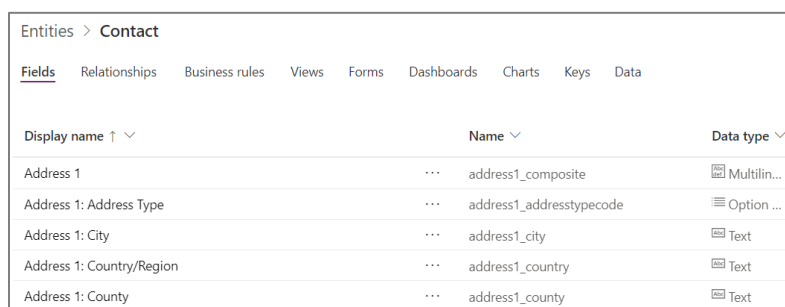 Entities > Contact
Fields Relationships Business rules Views Forms Dashboards Charts Keys Data
Display name ↑ Name Data type
Address 1 ... address1_composite Multilin...
Address 1: Address Type ... address1_addresstypecode Option ...
Address 1: City ... address1_city Text
Address 1: Country/Region ... address1_country Text
Address 1: County ... address1_county Text